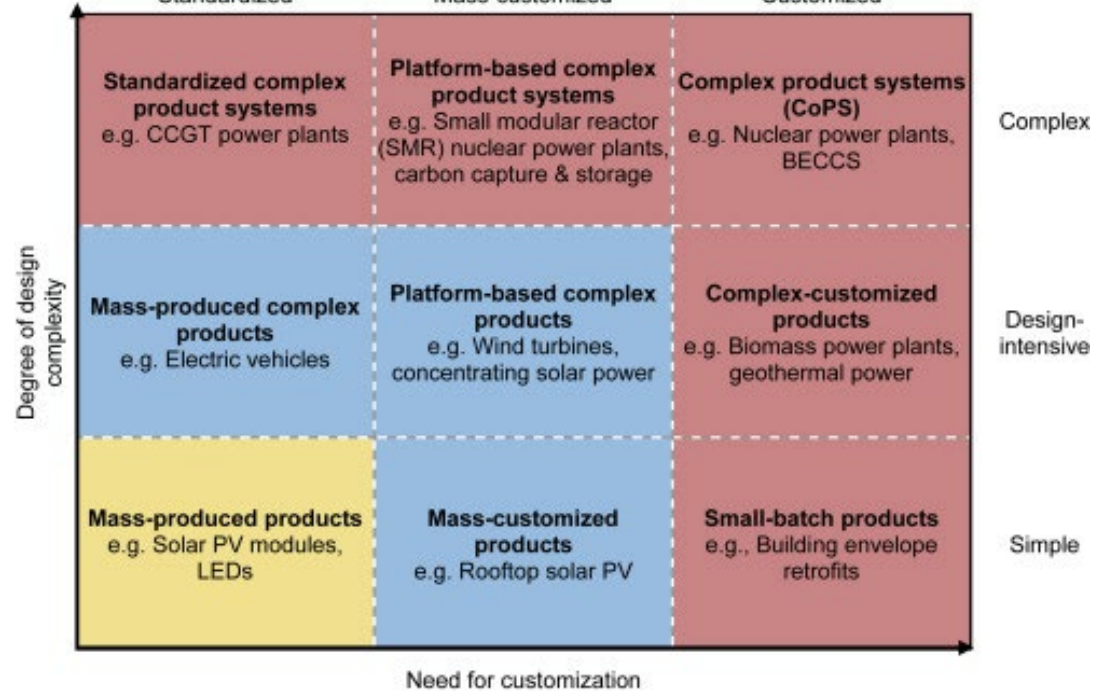 Standardized
Mass-customized
Customized
Standardized complex
product systems
e.g. CCGT power plants
Platform-based complex
product systems
e.g. Small modular reactor
(SMR) nuclear power plants,
carbon capture & storage
Complex product systems
(CoPS)
e.g. Nuclear power plants,
BECCS
Complex
Degree of design
complexity
Mass-produced complex
products
e.g. Electric vehicles
Platform-based complex
products
e.g. Wind turbines,
concentrating solar power
Complex-customized
products
e.g. Biomass power plants,
geothermal power
Design-
intensive
Mass-produced products
e.g. Solar PV modules,
LEDs
Mass-customized
products
e.g. Rooftop solar PV
Small-batch products
e.g., Building envelope
retrofits
Simple
Need for customization